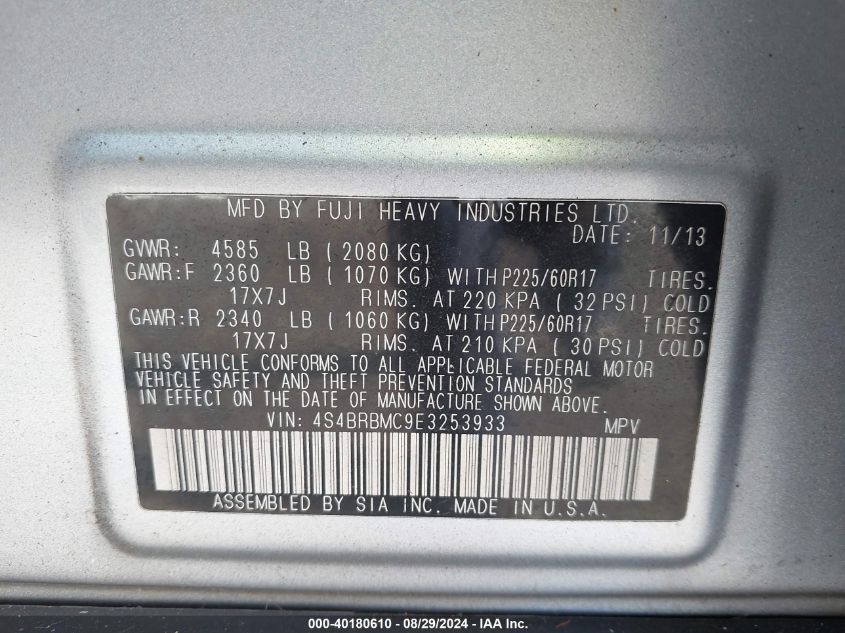 MFD BY FUJI HEAVY INDUSTRIES LTD.
DATE: 11/13
GVWR: 4585 LB ( 2080 KG)
GAWR:F 2360 LB ( 1070 KG) WITH P225/60R17 TIRES.
17X7J RIMS. AT 220 KPA ( 32 PSI) COLD
GAWR:R 2340 LB ( 1060 KG) WITH P225/60R17 TIRES.
17X7J RIMS. AT 210 KPA ( 30 PSI) COLD
THIS VEHICLE CONFORMS TO ALL APPLICABLE FEDERAL MOTOR
VEHICLE SAFETY AND THEFT PREVENTION STANDARDS
IN EFFECT ON THE DATE OF MANUFACTURE SHOWN ABOVE.
VIN: 4S4BRBMC9E3253933 MPV
ASSEMBLED BY SIA INC. MADE IN U.S.A.
000-40180610 - 08/29/2024 - IAA Inc.